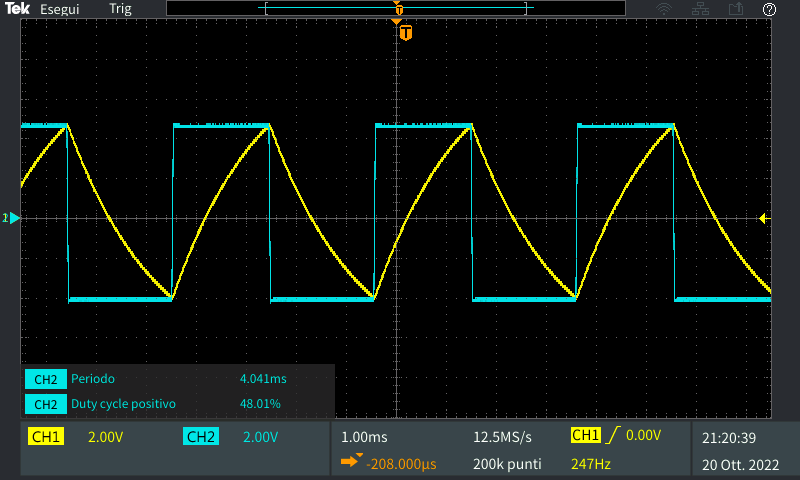 Tek Esegui Trig
T
T
CH2 Periodo 4.041ms
CH2 Duty cycle positivo 48.01%
CH1 2.00V CH2 2.00V 1.00ms 12.5MS/s CH1 0.00V 21:20:39
-208.000µs 200k punti 247Hz 20 Ott. 2022